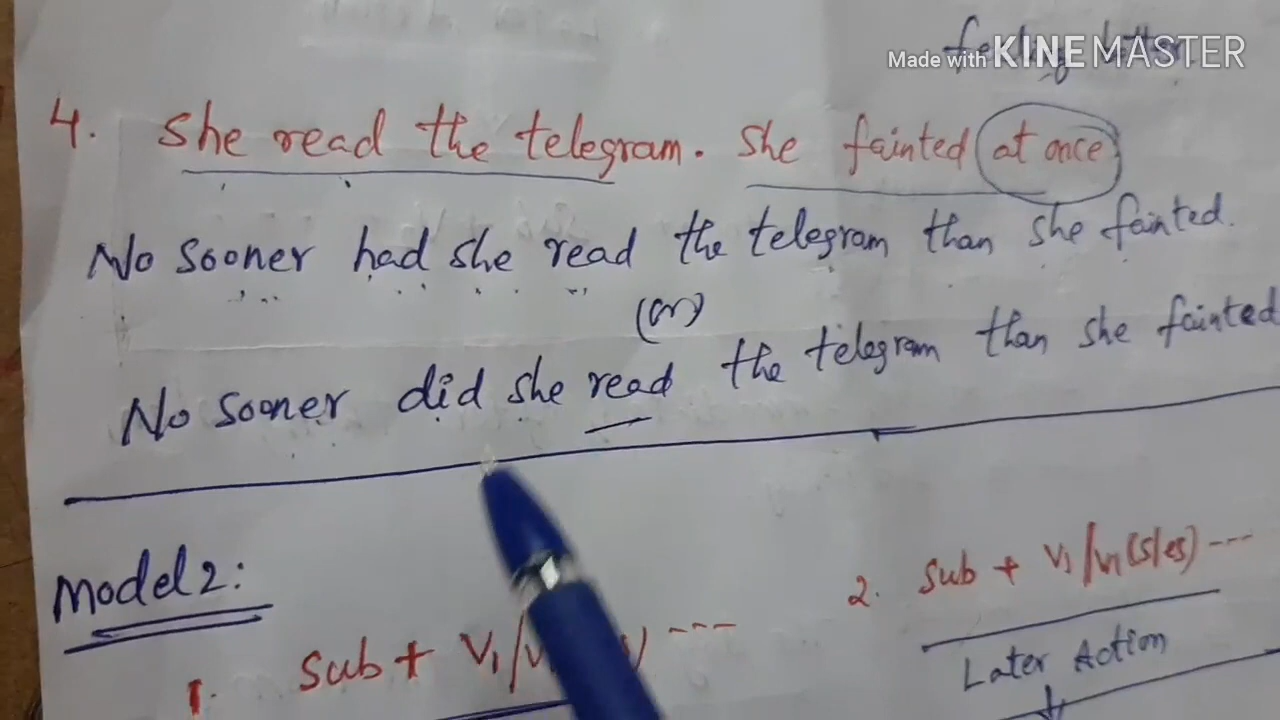 feeling better.
Made with KINEMASTER
4. She read the telegram. She fainted at once
No sooner had she read the telegram than she fainted.
(or)
No sooner did she read the telegram than she fainted
Model 2:
2. Sub + V1/V1(s/es) ---
Later Action
1. Sub + V1/ ---